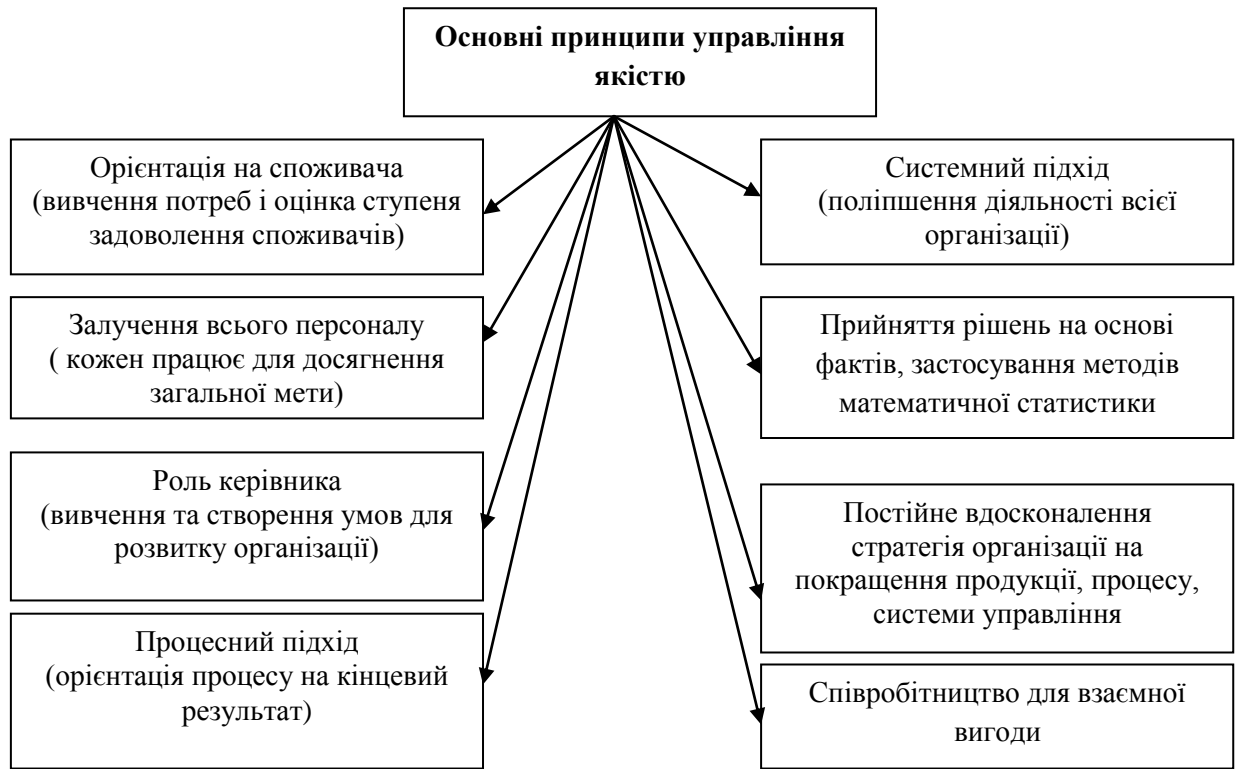 Основні принципи управління
якістю
Орієнтація на споживача
(вивчення потреб і оцінка ступеня
задоволення споживачів)
Залучення всього персоналу
( кожен працює для досягнення
загальної мети)
Роль керівника
(вивчення та створення умов для
розвитку організації)
Процесний підхід
(орієнтація процесу на кінцевий
результат)
Системний підхід
(поліпшення діяльності всієї
організації)
Прийняття рішень на основі
фактів, застосування методів
математичної статистики
Постійне вдосконалення
стратегія організації на
покращення продукції, процесу,
системи управління
Співробітництво для взаємної
вигоди